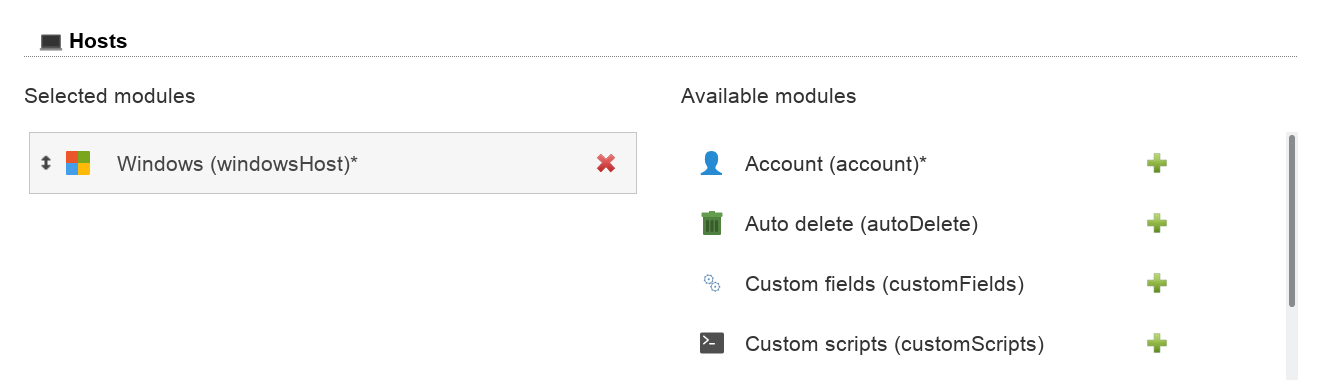 Hosts
Selected modules
Available modules
Windows (windowsHost)*
Account (account)*
Auto delete (autoDelete)
Custom fields (customFields)
Custom scripts (customScripts)